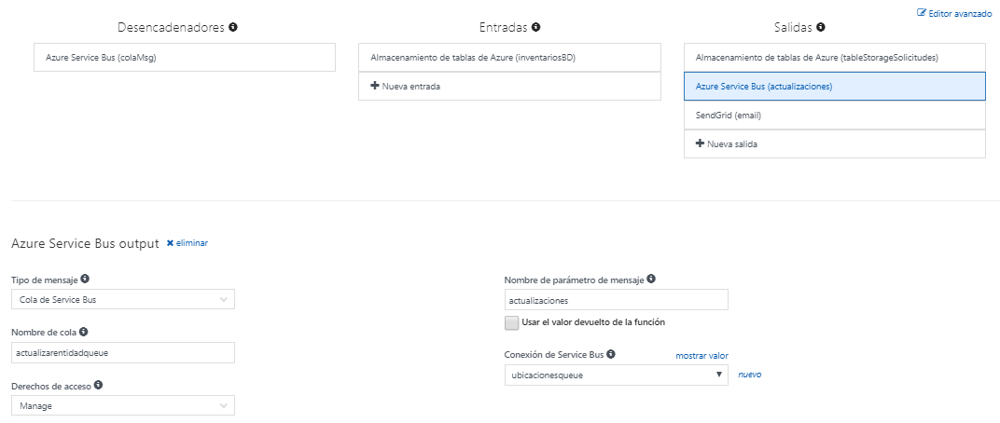 Editor avanzado
Desencadenadores
Entradas
Salidas
Azure Service Bus (colaMsg)
Almacenamiento de tablas de Azure (inventariosBD)
Nueva entrada
Almacenamiento de tablas de Azure (tableStorageSolicitudes)
Azure Service Bus (actualizaciones)
SendGrid (email)
Nueva salida
Azure Service Bus output
eliminar
Tipo de mensaje
Cola de Service Bus
Nombre de parámetro de mensaje
actualizaciones
Usar el valor devuelto de la función
Nombre de cola
actualizarentidadqueue
Conexión de Service Bus
mostrar valor
ubicacionesqueue
nuevo
Derechos de acceso
Manage